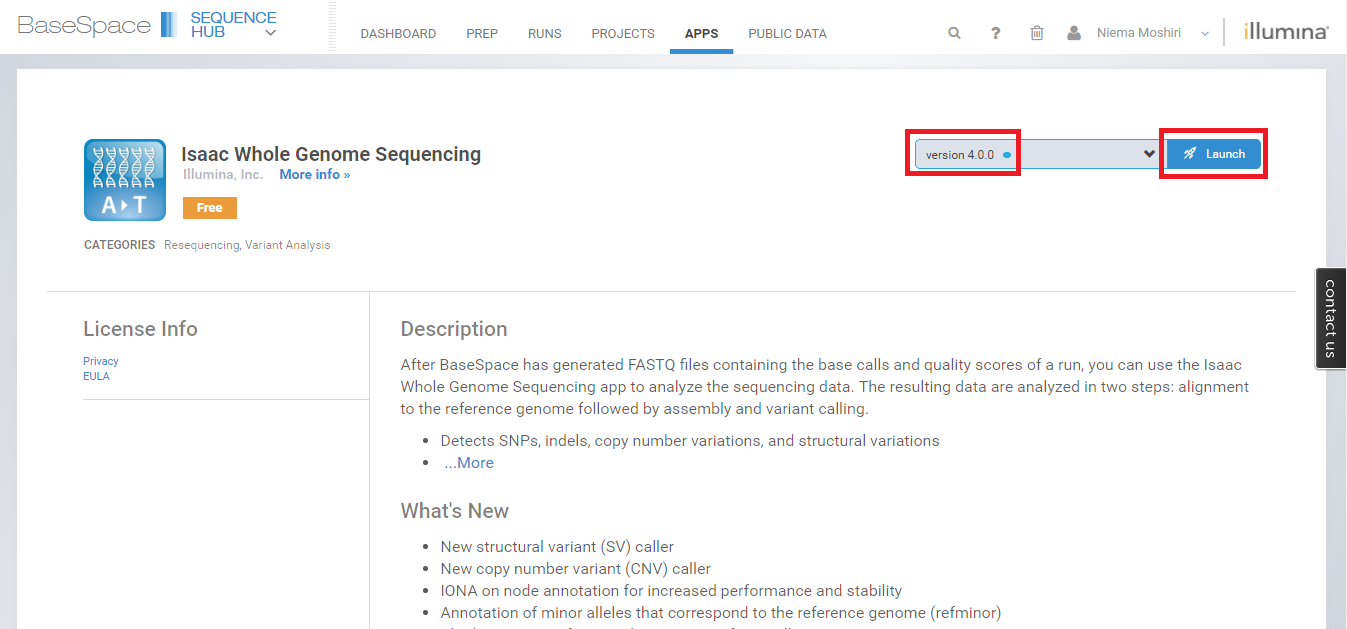 BaseSpace SEQUENCE HUB
DASHBOARD PREP RUNS PROJECTS APPS PUBLIC DATA
? Niema Moshiri illumina®
Isaac Whole Genome Sequencing
Illumina, Inc. More info »
Free
version 4.0.0
Launch
A T
CATEGORIES Resequencing, Variant Analysis
contact us
License Info
Privacy
EULA
Description
After BaseSpace has generated FASTQ files containing the base calls and quality scores of a run, you can use the Isaac
Whole Genome Sequencing app to analyze the sequencing data. The resulting data are analyzed in two steps: alignment
to the reference genome followed by assembly and variant calling.
• Detects SNPs, indels, copy number variations, and structural variations
• ...More
What's New
• New structural variant (SV) caller
• New copy number variant (CNV) caller
• IONA on node annotation for increased performance and stability
• Annotation of minor alleles that correspond to the reference genome (refminor)